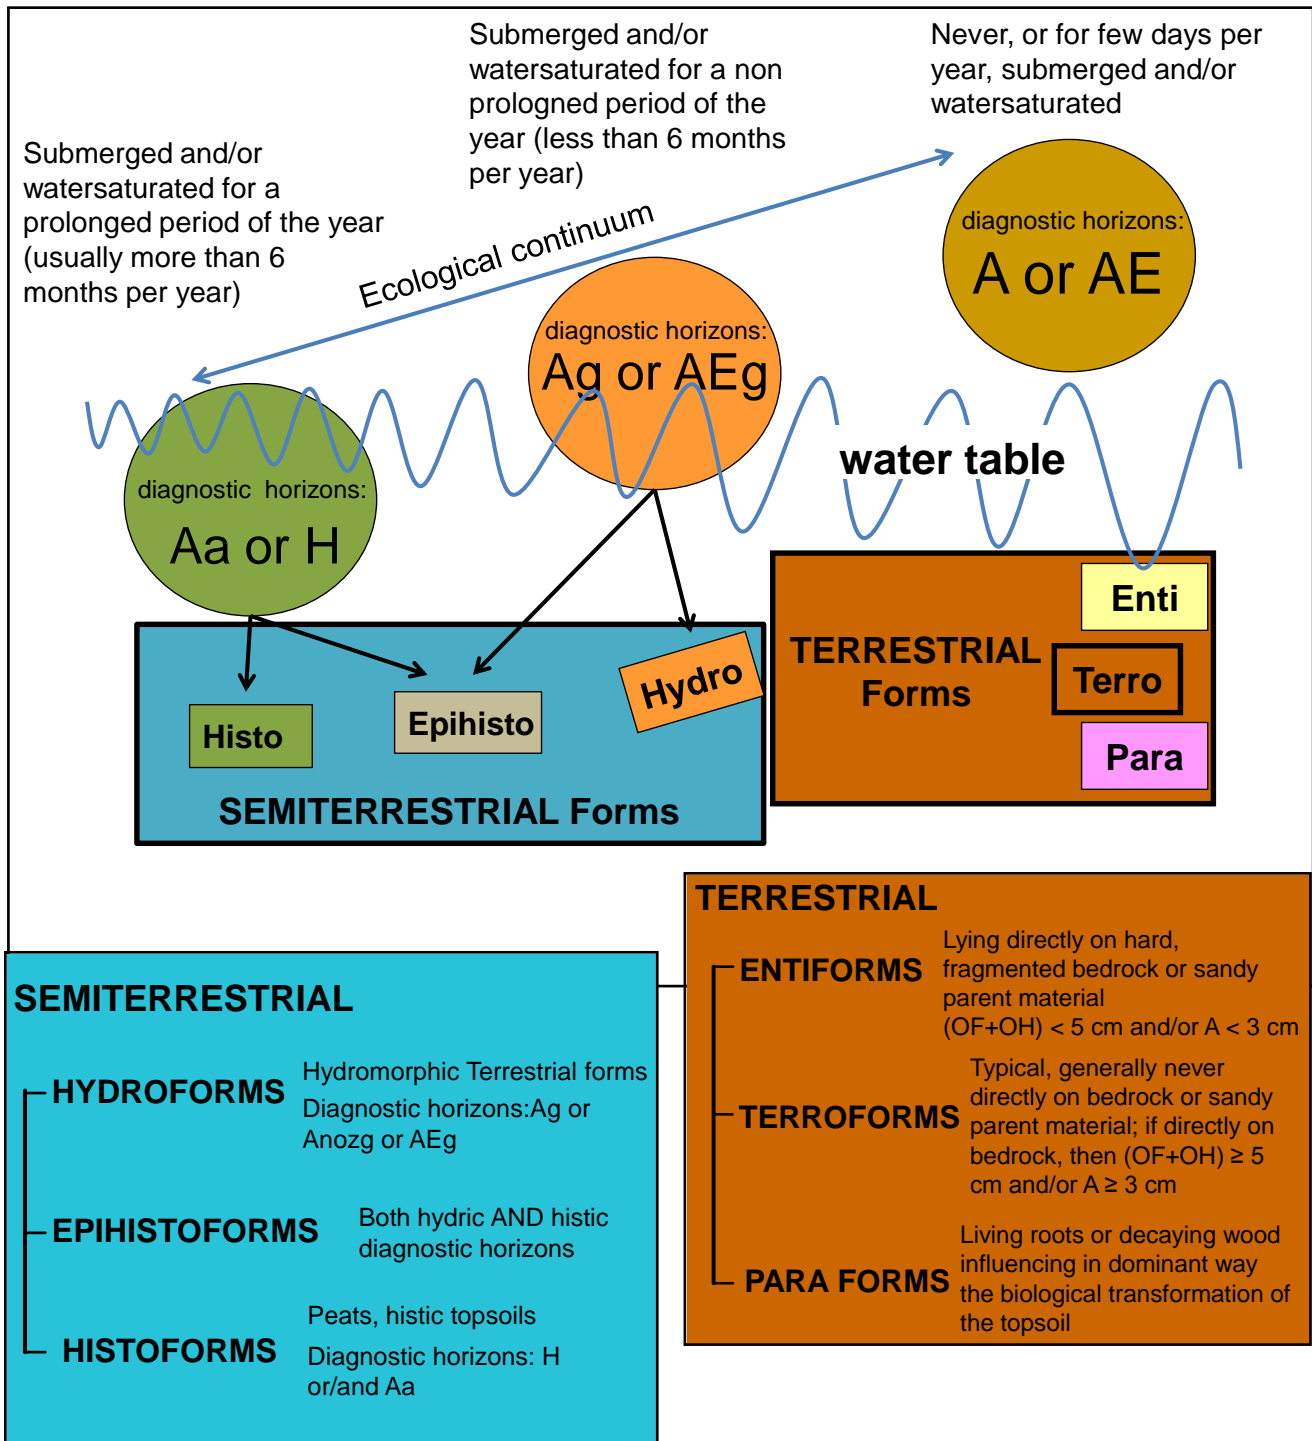 Submerged and/or
watersaturated for a
prolonged period of the year
(usually more than 6
months per year)
Submerged and/or
watersaturated for a non
prologned period of the
year (less than 6 months
per year)
Never, or for few days per
year, submerged and/or
watersaturated
Ecological continuum
diagnostic horizons:
A or AE
diagnostic horizons:
Ag or AEg
diagnostic horizons:
Aa or H
water table
Histo
Epihisto
Hydro
SEMITERRESTRIAL Forms
TERRESTRIAL
Forms
Enti
Terro
Para
SEMITERRESTRIAL
HYDROFORMS
Hydromorphic Terrestrial forms
Diagnostic horizons:Ag or
Anozg or AEg
EPIHISTOFORMS
Both hydric AND histic
diagnostic horizons
HISTOFORMS
Peats, histic topsoils
Diagnostic horizons: H
or/and Aa
TERRESTRIAL
ENTIFORMS
Lying directly on hard,
fragmented bedrock or sandy
parent material
(OF+OH) < 5 cm and/or A < 3 cm
TERROFORMS
Typical, generally never
directly on bedrock or sandy
parent material; if directly on
bedrock, then (OF+OH) ≥ 5
cm and/or A ≥ 3 cm
PARA FORMS
Living roots or decaying wood
influencing in dominant way
the biological transformation of
the topsoil